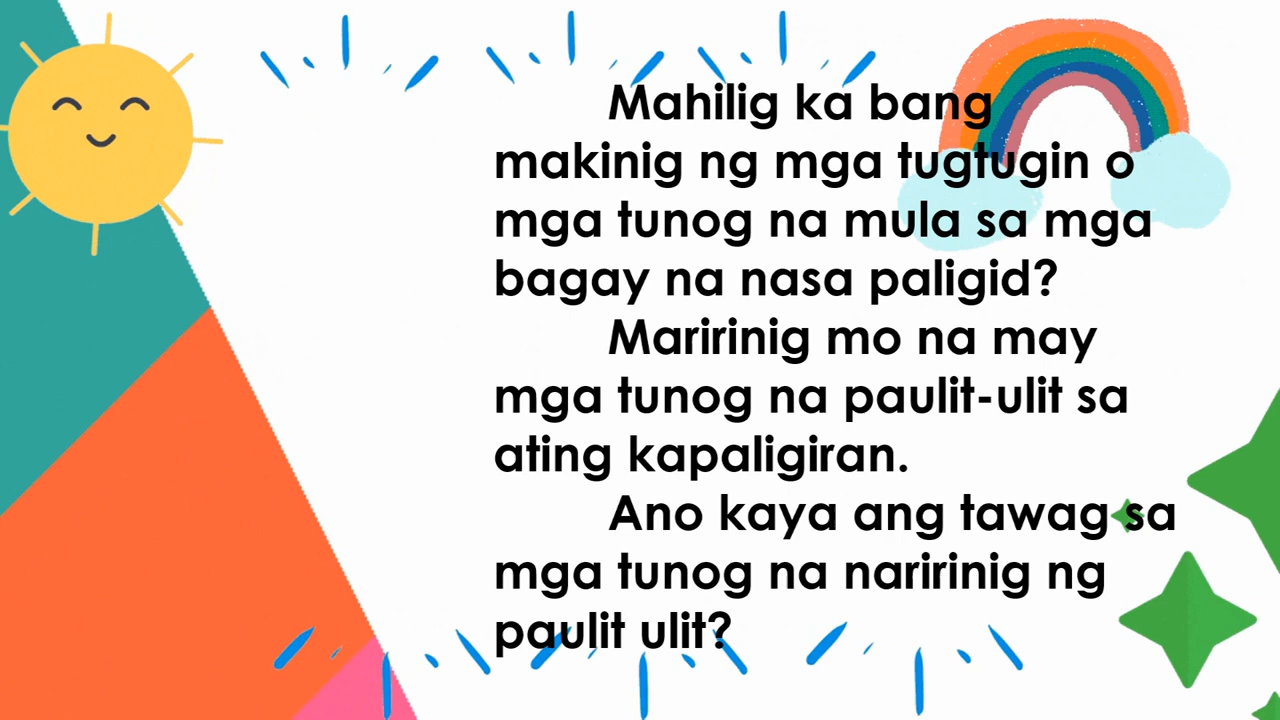 Mahilig ka bang
makinig ng mga tugtugin o
mga tunog na mula sa mga
bagay na nasa paligid?
Maririnig mo na may
mga tunog na paulit-ulit sa
ating kapaligiran.
Ano kaya ang tawag sa
mga tunog na naririnig ng
paulit ulit?